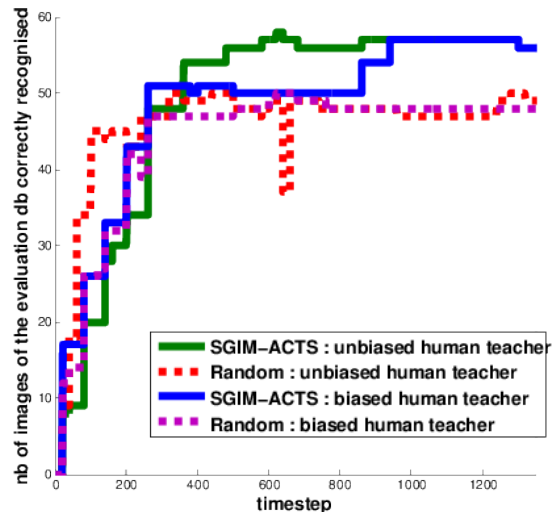 nb of images of the evaluation db correctly recognised
60
50
40
30
20
10
0
SGIM-ACTS : unbiased human teacher
Random : unbiased human teacher
SGIM-ACTS : biased human teacher
Random : biased human teacher
0 200 400 600 800 1000 1200
timestep